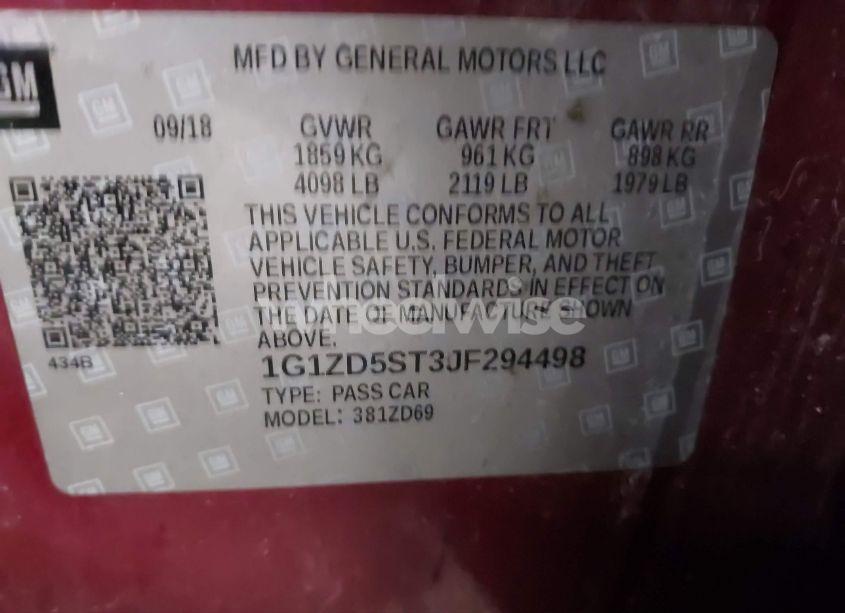 GM
MFD BY GENERAL MOTORS LLC
09/18 GVWR GAWR FRT GAWR RR
1859 KG 961 KG 898 KG
4098 LB 2119 LB 1979 LB
THIS VEHICLE CONFORMS TO ALL
APPLICABLE U.S. FEDERAL MOTOR
VEHICLE SAFETY, BUMPER, AND THEFT
PREVENTION STANDARDS IN EFFECT ON
THE DATE OF MANUFACTURE SHOWN
ABOVE.
434B
1G1ZD5ST3JF294498
TYPE: PASS CAR
MODEL: 381ZD69
wheelwise